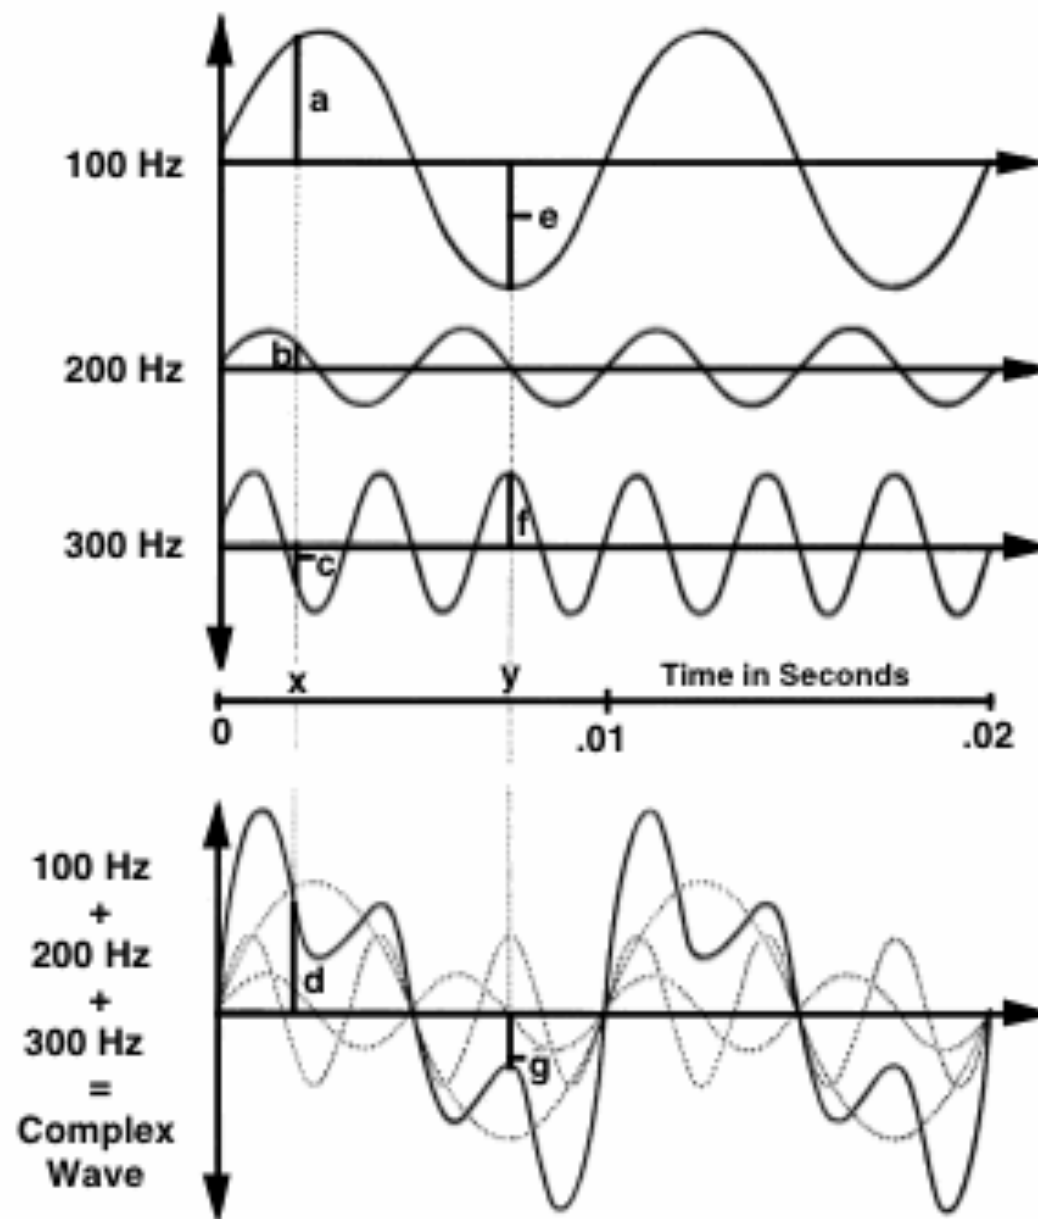 a
100 Hz
e
b
200 Hz
f
300 Hz
c
x
y
Time in Seconds
0
.01
.02
100 Hz
+
200 Hz
d
+
300 Hz
g
=
Complex
Wave